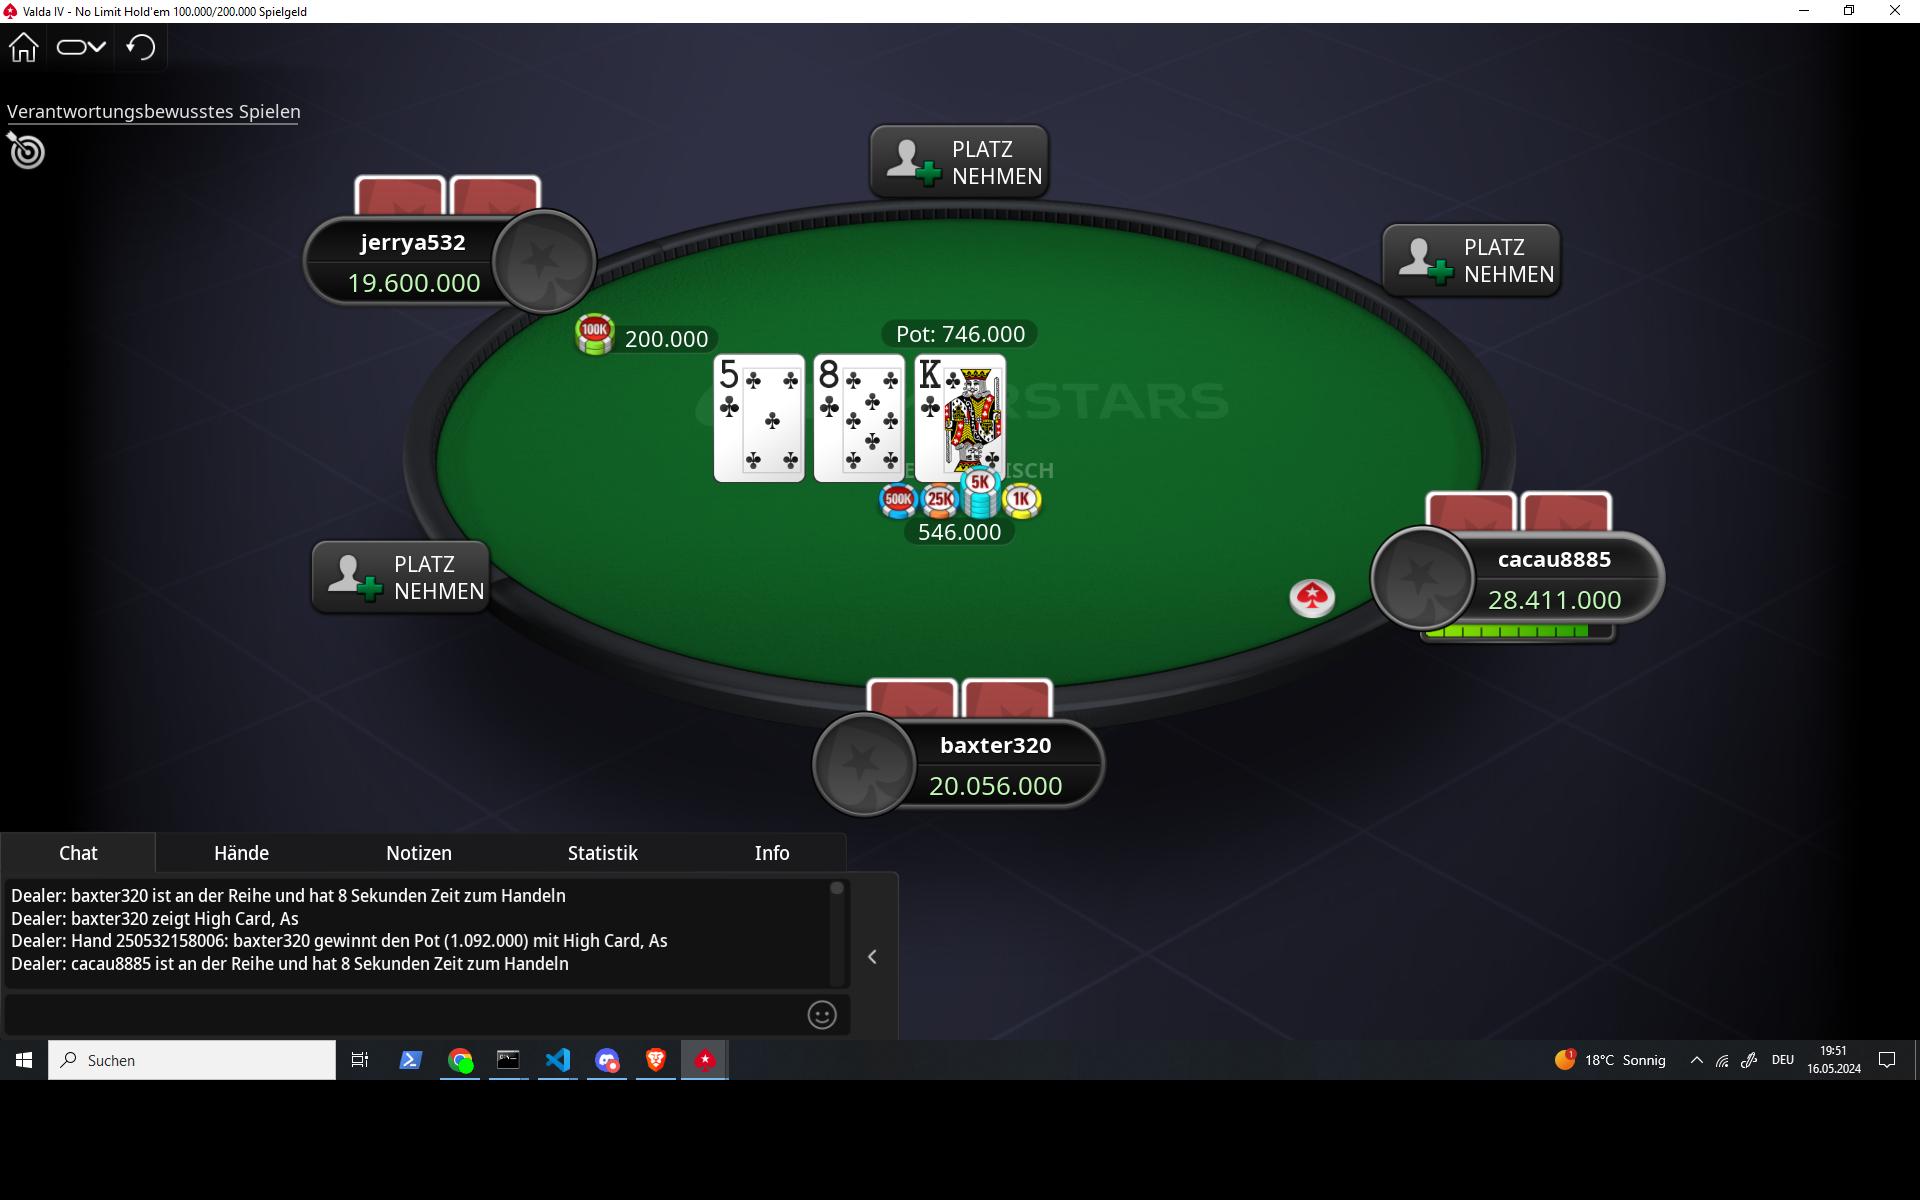 Valda IV - No Limit Hold'em 100.000/200.000 Spielgeld
Verantwortungsbewusstes Spielen
PLATZ
NEHMEN
jerrya532
19.600.000
PLATZ
NEHMEN
100K
200.000
Pot: 746.000
5
8
K
RSTARS
ISCH
500K
25K
5K
1K
546.000
cacau8885
28.411.000
PLATZ
NEHMEN
baxter320
20.056.000
Chat Hände Notizen Statistik Info
Dealer: baxter320 ist an der Reihe und hat 8 Sekunden Zeit zum Handeln
Dealer: baxter320 zeigt High Card, As
Dealer: Hand 250532158006: baxter320 gewinnt den Pot (1.092.000) mit High Card, As
Dealer: cacau8885 ist an der Reihe und hat 8 Sekunden Zeit zum Handeln
Suchen
1
18°C Sonnig
DEU
19:51
16.05.2024